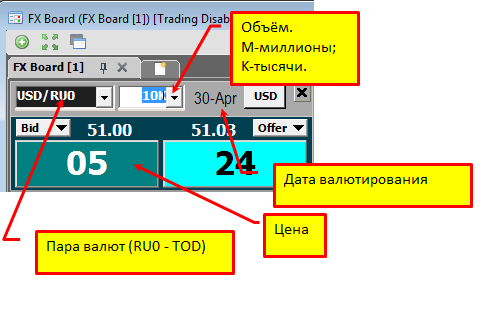 FX Board (FX Board [1]) [Trading Disab
Объём.
М-миллионы;
К-тысячи.
FX Board [1]
USD/RU0
30-Apr
USD
Bid
51.00
51.03
Offer
05
24
Дата валютирования
Цена
Пара валют (RU0 - TOD)